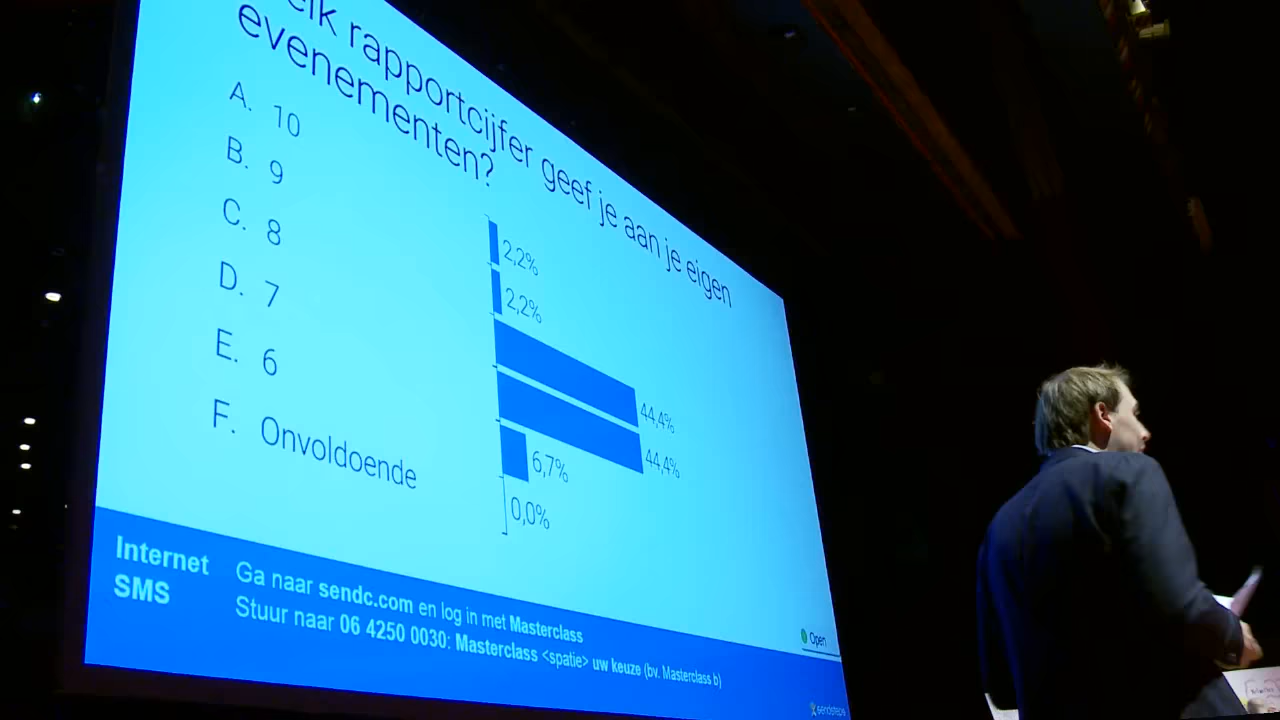 elk rapportcijfer geef je aan je eigen
evenementen?
A. 10
B. 9
C. 8
D. 7
E. 6
F. Onvoldoende
2,2%
2,2%
44,4%
44,4%
6,7%
0,0%
Internet Ga naar sendc.com en log in met Masterclass
SMS Stuur naar 06 4250 0030: Masterclass <spatie> uw keuze (bv. Masterclass b)
Open
sendsteps